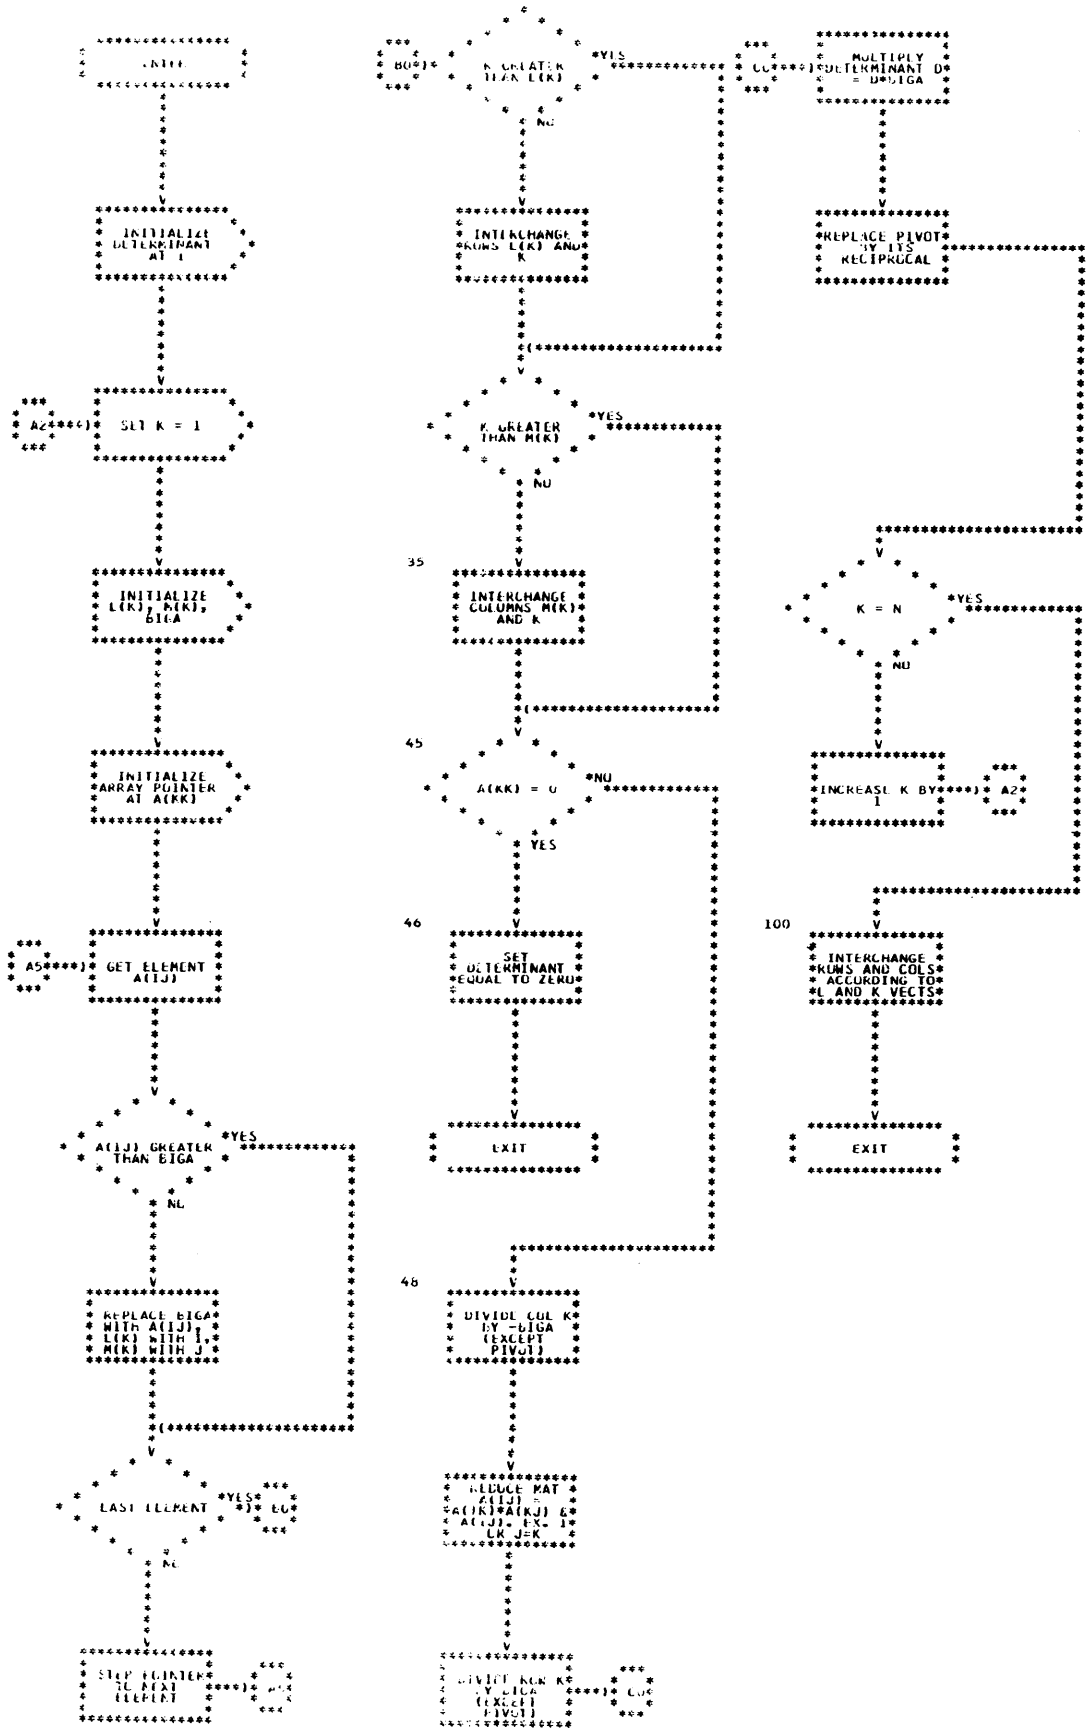 ENTER
INITIALIZE
DETERMINANT
AT 1
A2
SET K = 1
INITIALIZE
L(K), M(K),
BIGA
INITIALIZE
ARRAY POINTER
AT A(KK)
A5
GET ELEMENT
A(IJ)
A(IJ) GREATER
THAN BIGA
YES
NO
REPLACE BIGA
WITH A(IJ),
L(K) WITH I,
M(K) WITH J
LAST ELEMENT
YES
B0
NO
STEP POINTER
TO NEXT
ELEMENT
A5
B0
K GREATER
THAN L(K)
YES
NO
INTERCHANGE
ROWS L(K) AND
K
K GREATER
THAN M(K)
YES
NO
35
INTERCHANGE
COLUMNS M(K)
AND K
45
A(KK) = 0
NO
YES
46
SET
DETERMINANT
EQUAL TO ZERO
EXIT
48
DIVIDE COL K
BY -BIGA
(EXCEPT
PIVOT)
REDUCE MAT
A(IJ) =
A(IK)*A(KJ) &
A(IJ), EX. I
OR J=K
DIVIDE ROW K
BY BIGA
(EXCEPT
PIVOT)
C0
C0
MULTIPLY
DETERMINANT D
= D*BIGA
REPLACE PIVOT
BY ITS
RECIPROCAL
K = N
YES
NO
INCREASE K BY
1
A2
100
INTERCHANGE
ROWS AND COLS
ACCORDING TO
L AND K VECTS
EXIT